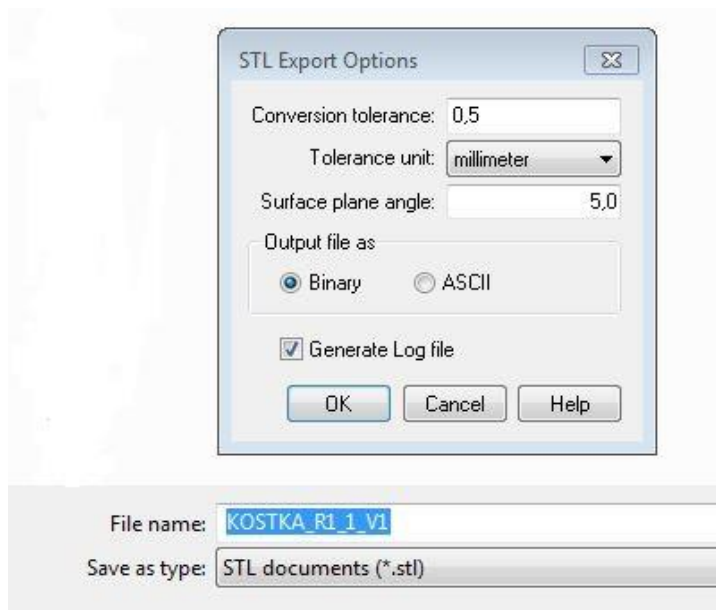 STL Export Options
Conversion tolerance: 0,5
Tolerance unit: millimeter
Surface plane angle: 5,0
Output file as
Binary ASCII
Generate Log file
OK Cancel Help
File name: KOSTKA_R1_1_V1
Save as type: STL documents (*.stl)